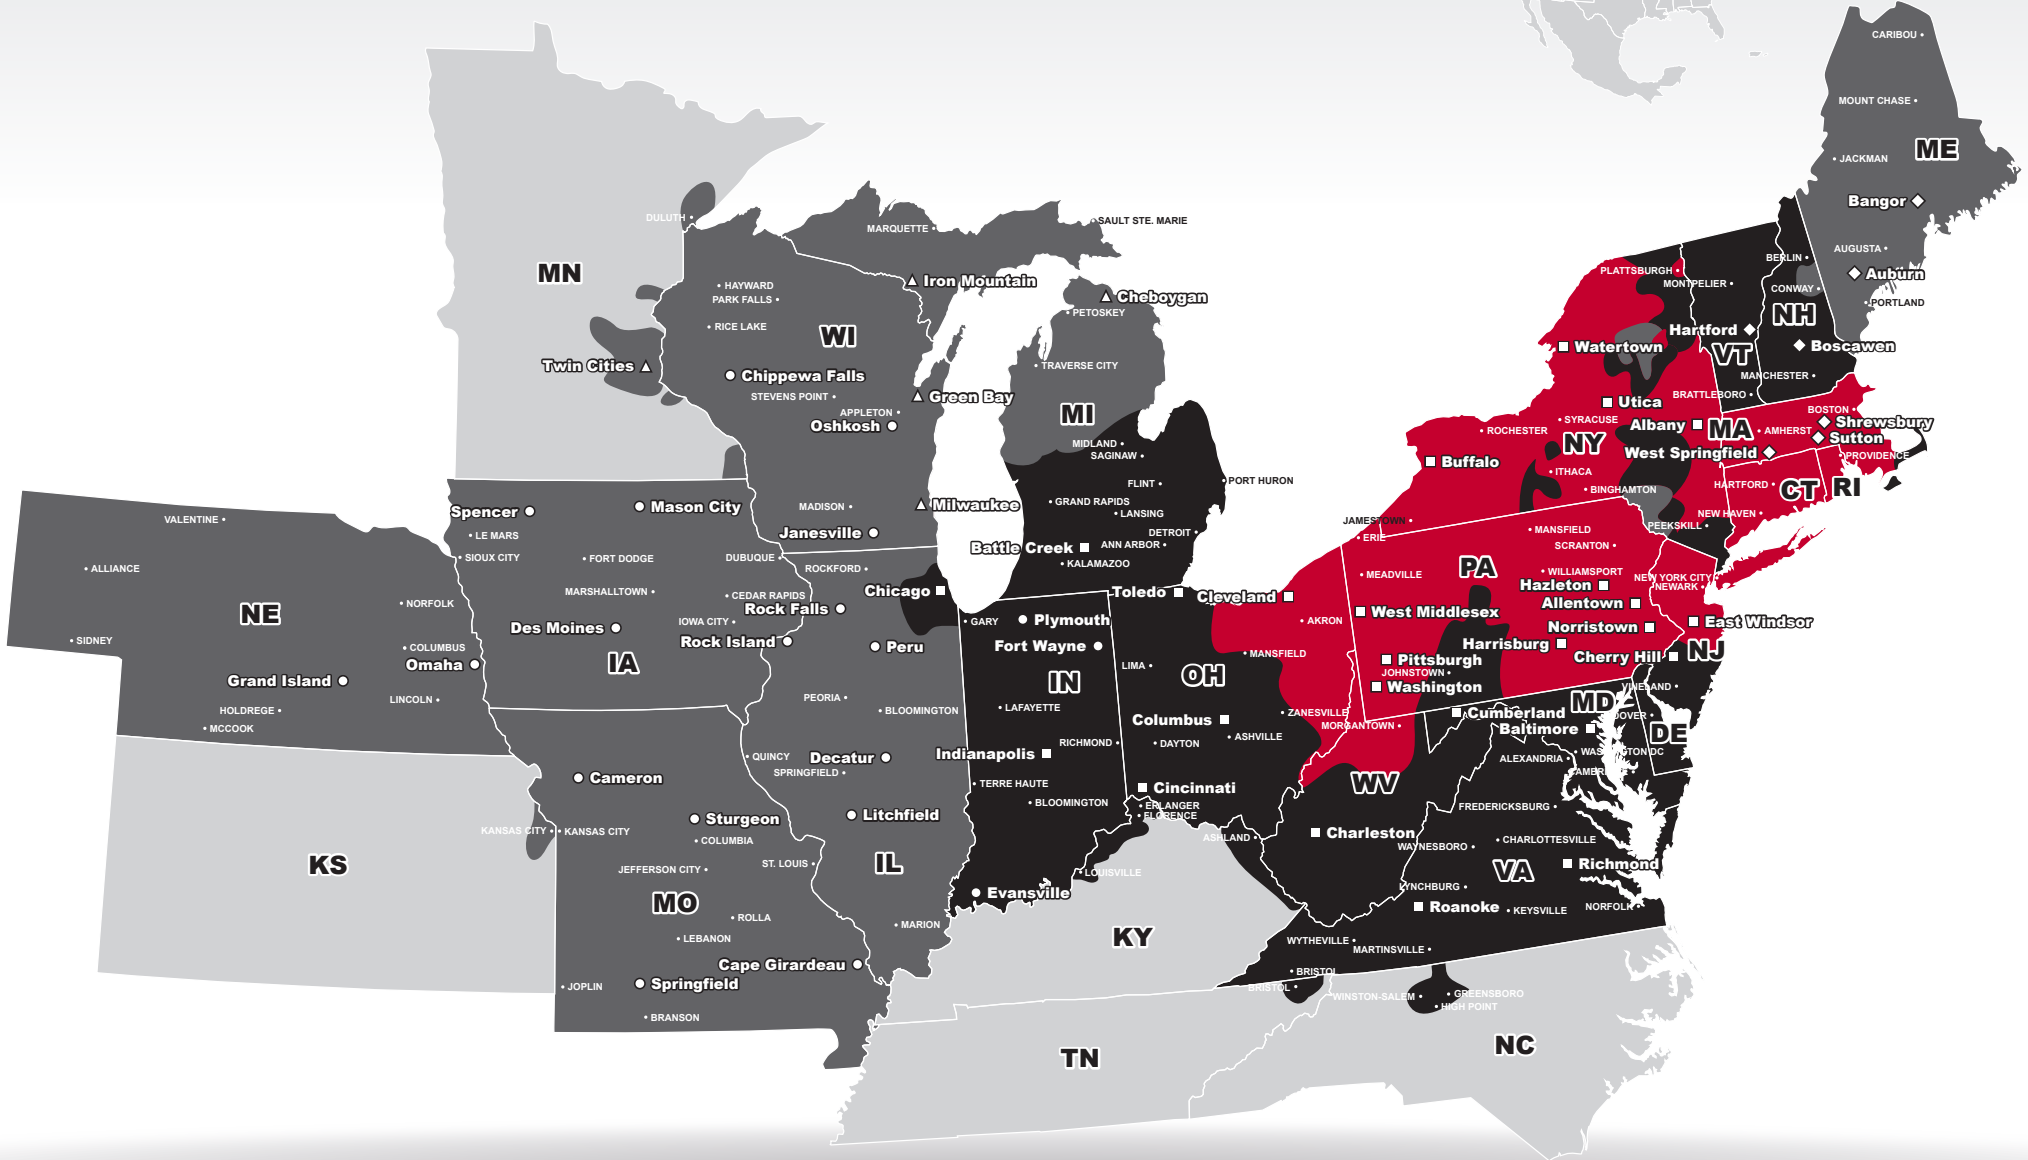 CARIBOU
MOUNT CHASE
ME
JACKMAN
Bangor
DULUTH
SAULT STE. MARIE
MARQUETTE
AUGUSTA
BERLIN
MN
PLATTSBURGH
Auburn
Iron Mountain
MONTPELIER
CONWAY
HAYWARD
Cheboygan
PARK FALLS
PORTLAND
PETOSKEY
NH
RICE LAKE
WI
Hartford
Watertown
Boscawen
VT
Twin Cities
TRAVERSE CITY
Chippewa Falls
MANCHESTER
STEVENS POINT
Green Bay
BRATTLEBORO
Utica
APPLETON
MI
BOSTON
Oshkosh
SYRACUSE
Albany
MA
Shrewsbury
ROCHESTER
AMHERST
Sutton
MIDLAND
NY
SAGINAW
West Springfield
PROVIDENCE
Buffalo
ITHACA
FLINT
PORT HURON
HARTFORD
CT
RI
BINGHAMTON
GRAND RAPIDS
Mason City
MADISON
Milwaukee
Spencer
LANSING
NEW HAVEN
VALENTINE
JAMESTOWN
PEEKSKILL
LE MARS
Janesville
DETROIT
ERIE
MANSFIELD
Battle Creek
ANN ARBOR
SCRANTON
SIOUX CITY
FORT DODGE
DUBUQUE
KALAMAZOO
ALLIANCE
ROCKFORD
MEADVILLE
PA
WILLIAMSPORT
NEW YORK CITY
Hazleton
NEWARK
MARSHALLTOWN
CEDAR RAPIDS
Chicago
Toledo
Cleveland
NORFOLK
Rock Falls
Allentown
West Middlesex
NE
IOWA CITY
GARY
Plymouth
AKRON
East Windsor
Des Moines
Norristown
SIDNEY
Rock Island
Peru
Fort Wayne
Harrisburg
COLUMBUS
NJ
IA
MANSFIELD
Cherry Hill
Omaha
LIMA
Pittsburgh
JOHNSTOWN
OH
Grand Island
IN
Washington
VINELAND
LINCOLN
PEORIA
MD
HOLDREGE
BLOOMINGTON
LAFAYETTE
ZANESVILLE
Cumberland
DOVER
Columbus
MORGANTOWN
MCCOOK
Baltimore
DE
ASHVILLE
RICHMOND
DAYTON
QUINCY
Decatur
Indianapolis
WASHINGTON DC
ALEXANDRIA
SPRINGFIELD
Cameron
TERRE HAUTE
WV
Cincinnati
BLOOMINGTON
ERLANGER
FREDERICKSBURG
Sturgeon
Litchfield
FLORENCE
KANSAS CITY
KANSAS CITY
ASHLAND
Charleston
COLUMBIA
CHARLOTTESVILLE
WAYNESBORO
KS
JEFFERSON CITY
ST. LOUIS
IL
LOUISVILLE
VA
Richmond
Evansville
LYNCHBURG
MO
Roanoke
KEYSVILLE
NORFOLK
ROLLA
MARION
LEBANON
KY
WYTHEVILLE
MARTINSVILLE
Cape Girardeau
BRISTOL
Springfield
JOPLIN
BRISTOL
WINSTON-SALEM
GREENSBORO
HIGH POINT
BRANSON
NC
TN